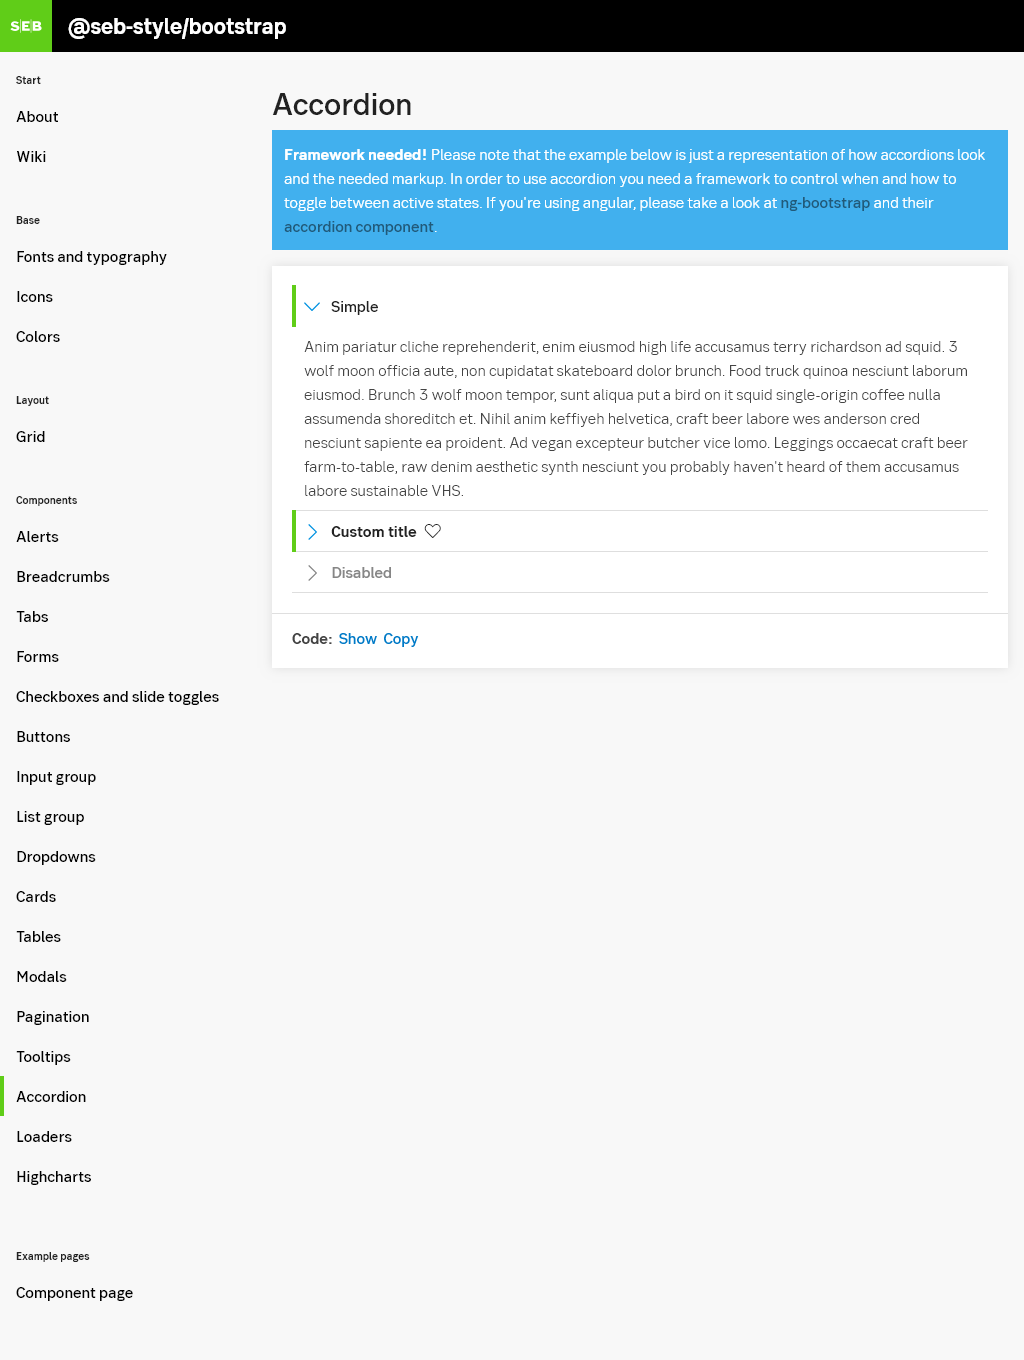 SEB
@seb-style/bootstrap
Start
About
Wiki
Base
Fonts and typography
Icons
Colors
Layout
Grid
Components
Alerts
Breadcrumbs
Tabs
Forms
Checkboxes and slide toggles
Buttons
Input group
List group
Dropdowns
Cards
Tables
Modals
Pagination
Tooltips
Accordion
Loaders
Highcharts
Example pages
Component page
Accordion
Framework needed! Please note that the example below is just a representation of how accordions look
and the needed markup. In order to use accordion you need a framework to control when and how to
toggle between active states. If you're using angular, please take a look at ng-bootstrap and their
accordion component.
Simple
Anim pariatur cliche reprehenderit, enim eiusmod high life accusamus terry richardson ad squid. 3
wolf moon officia aute, non cupidatat skateboard dolor brunch. Food truck quinoa nesciunt laborum
eiusmod. Brunch 3 wolf moon tempor, sunt aliqua put a bird on it squid single-origin coffee nulla
assumenda shoreditch et. Nihil anim keffiyeh helvetica, craft beer labore wes anderson cred
nesciunt sapiente ea proident. Ad vegan excepteur butcher vice lomo. Leggings occaecat craft beer
farm-to-table, raw denim aesthetic synth nesciunt you probably haven't heard of them accusamus
labore sustainable VHS.
Custom title
Disabled
Code: Show Copy